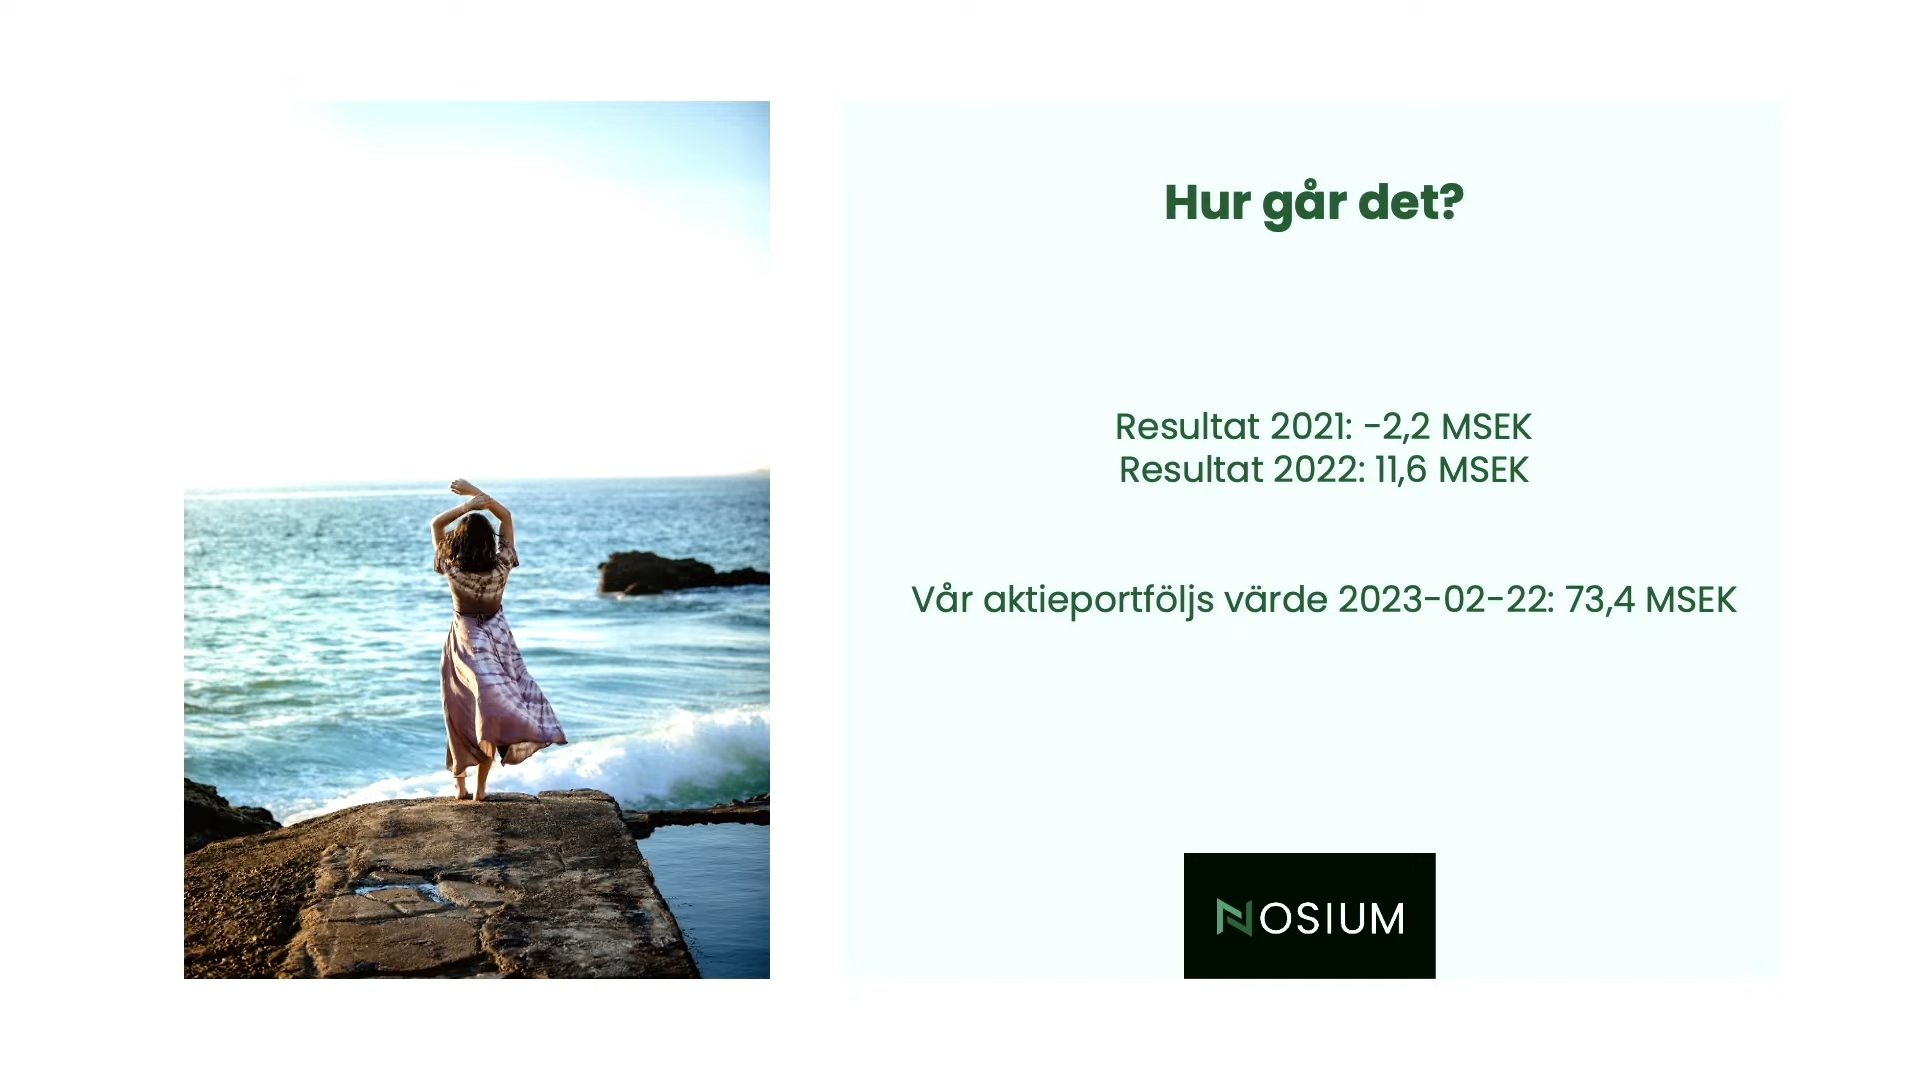 Hur går det?
Resultat 2021: -2,2 MSEK
Resultat 2022: 11,6 MSEK
Vår aktieportföljs värde 2023-02-22: 73,4 MSEK
NOSIUM